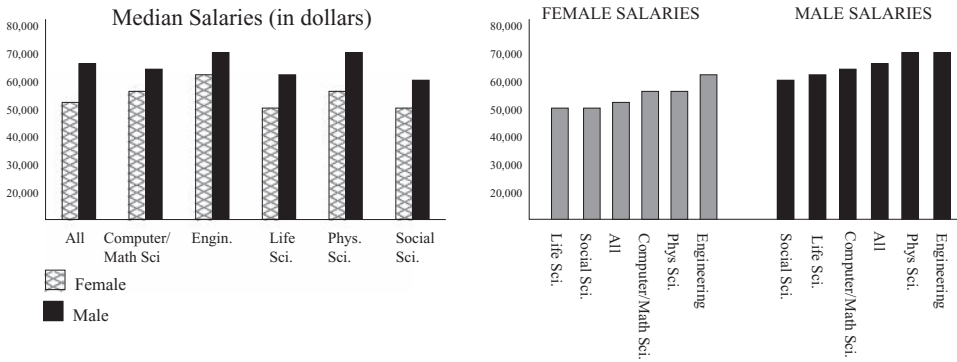 Median Salaries (in dollars)
80,000
70,000
60,000
50,000
40,000
30,000
20,000
All
Computer/
Math Sci
Engin.
Life
Sci.
Phys.
Sci.
Social
Sci.
Female
Male
FEMALE SALARIES
MALE SALARIES
80,000
70,000
60,000
50,000
40,000
30,000
20,000
Life Sci.
Social Sci.
All
Computer/Math Sci.
Phys Sci.
Engineering
Social Sci.
Life Sci.
Computer/Math Sci.
All
Phys Sci.
Engineering